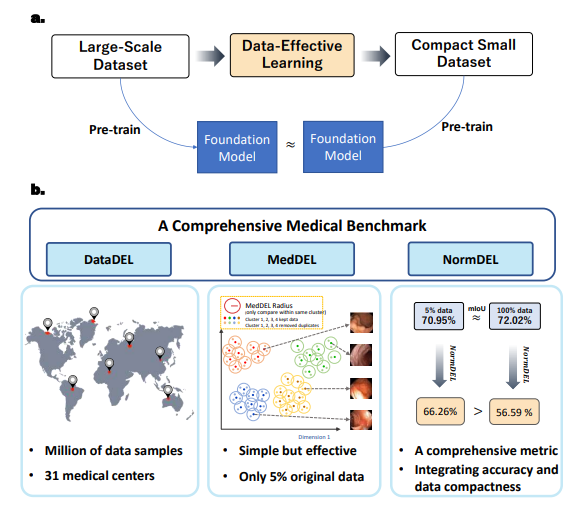 a.
Large-Scale
Dataset
Data-Effective
Learning
Compact Small
Dataset
Pre-train
Pre-train
Foundation
Model
≈
Foundation
Model
b.
A Comprehensive Medical Benchmark
DataDEL
MedDEL
NormDEL
MedDEL Radius
(only compare within same cluster)
Cluster 1, 2, 3, 4 kept data
Cluster 1, 2, 3, 4 removed duplicates
Dimension 1
5% data
70.95%
mIoU
≈
100% data
72.02%
NormDEL
NormDEL
66.26%
>
56.59 %
• Million of data samples
• 31 medical centers
• Simple but effective
• Only 5% original data
• A comprehensive metric
• Integrating accuracy and
data compactness